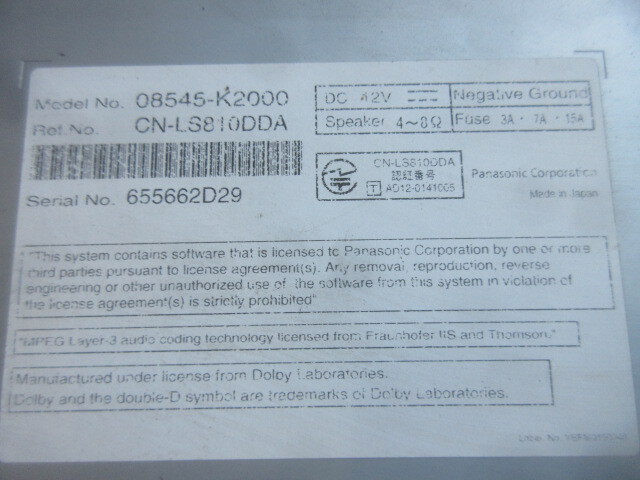 Model No. 08545-K2000
Ref.No. CN-LS810DDA
Serial No. 655662D29
DC 12V Negative Ground
Speaker 4～8Ω Fuse 3A・7A・15A
CN-LS810DDA
認証番号
T AD12-0141005
Panasonic Corporation
Made in Japan
"This system contains software that is licensed to Panasonic Corporation by one or more
third parties pursuant to license agreement(s). Any removal, reproduction, reverse
engineering or other unauthorized use of the software from this system in violation of
the license agreement(s) is strictly prohibited"
"MPEG Layer-3 audio coding technology licensed from Fraunhofer IIS and Thomson."
Manufactured under license from Dolby Laboratories.
Dolby and the double-D symbol are trademarks of Dolby Laboratories.
Label No.